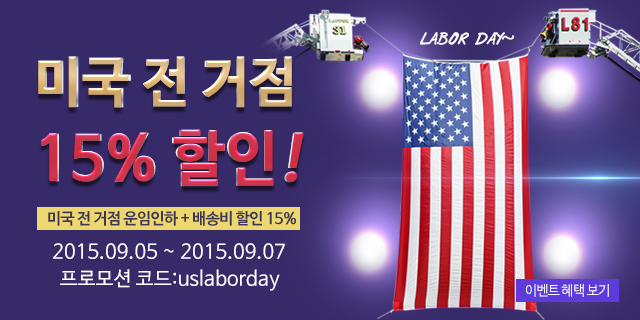 LABOR DAY~
S1
LS1
미국 전 거점
15% 할인!
미국 전 거점 운임인하 + 배송비 할인 15%
2015.09.05 ~ 2015.09.07
프로모션 코드:uslaborday
이벤트 혜택 보기